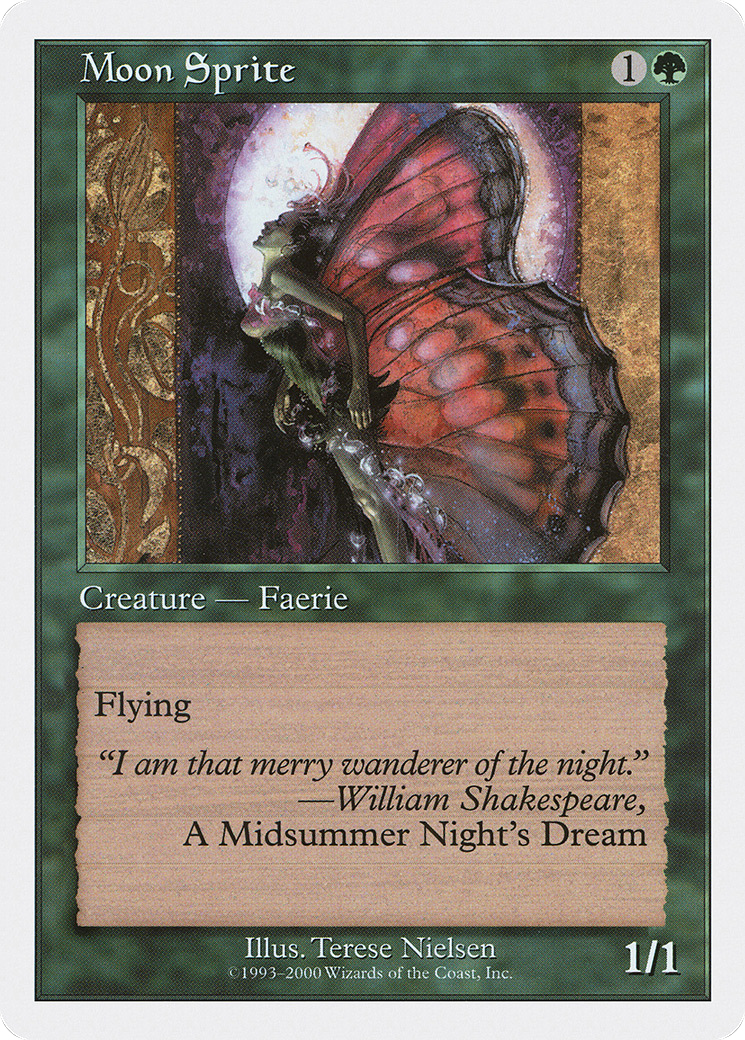 Moon Sprite 1
Creature — Faerie
Flying
“I am that merry wanderer of the night.”
—William Shakespeare,
A Midsummer Night's Dream
Illus. Terese Nielsen
©1993–2000 Wizards of the Coast, Inc.
1/1